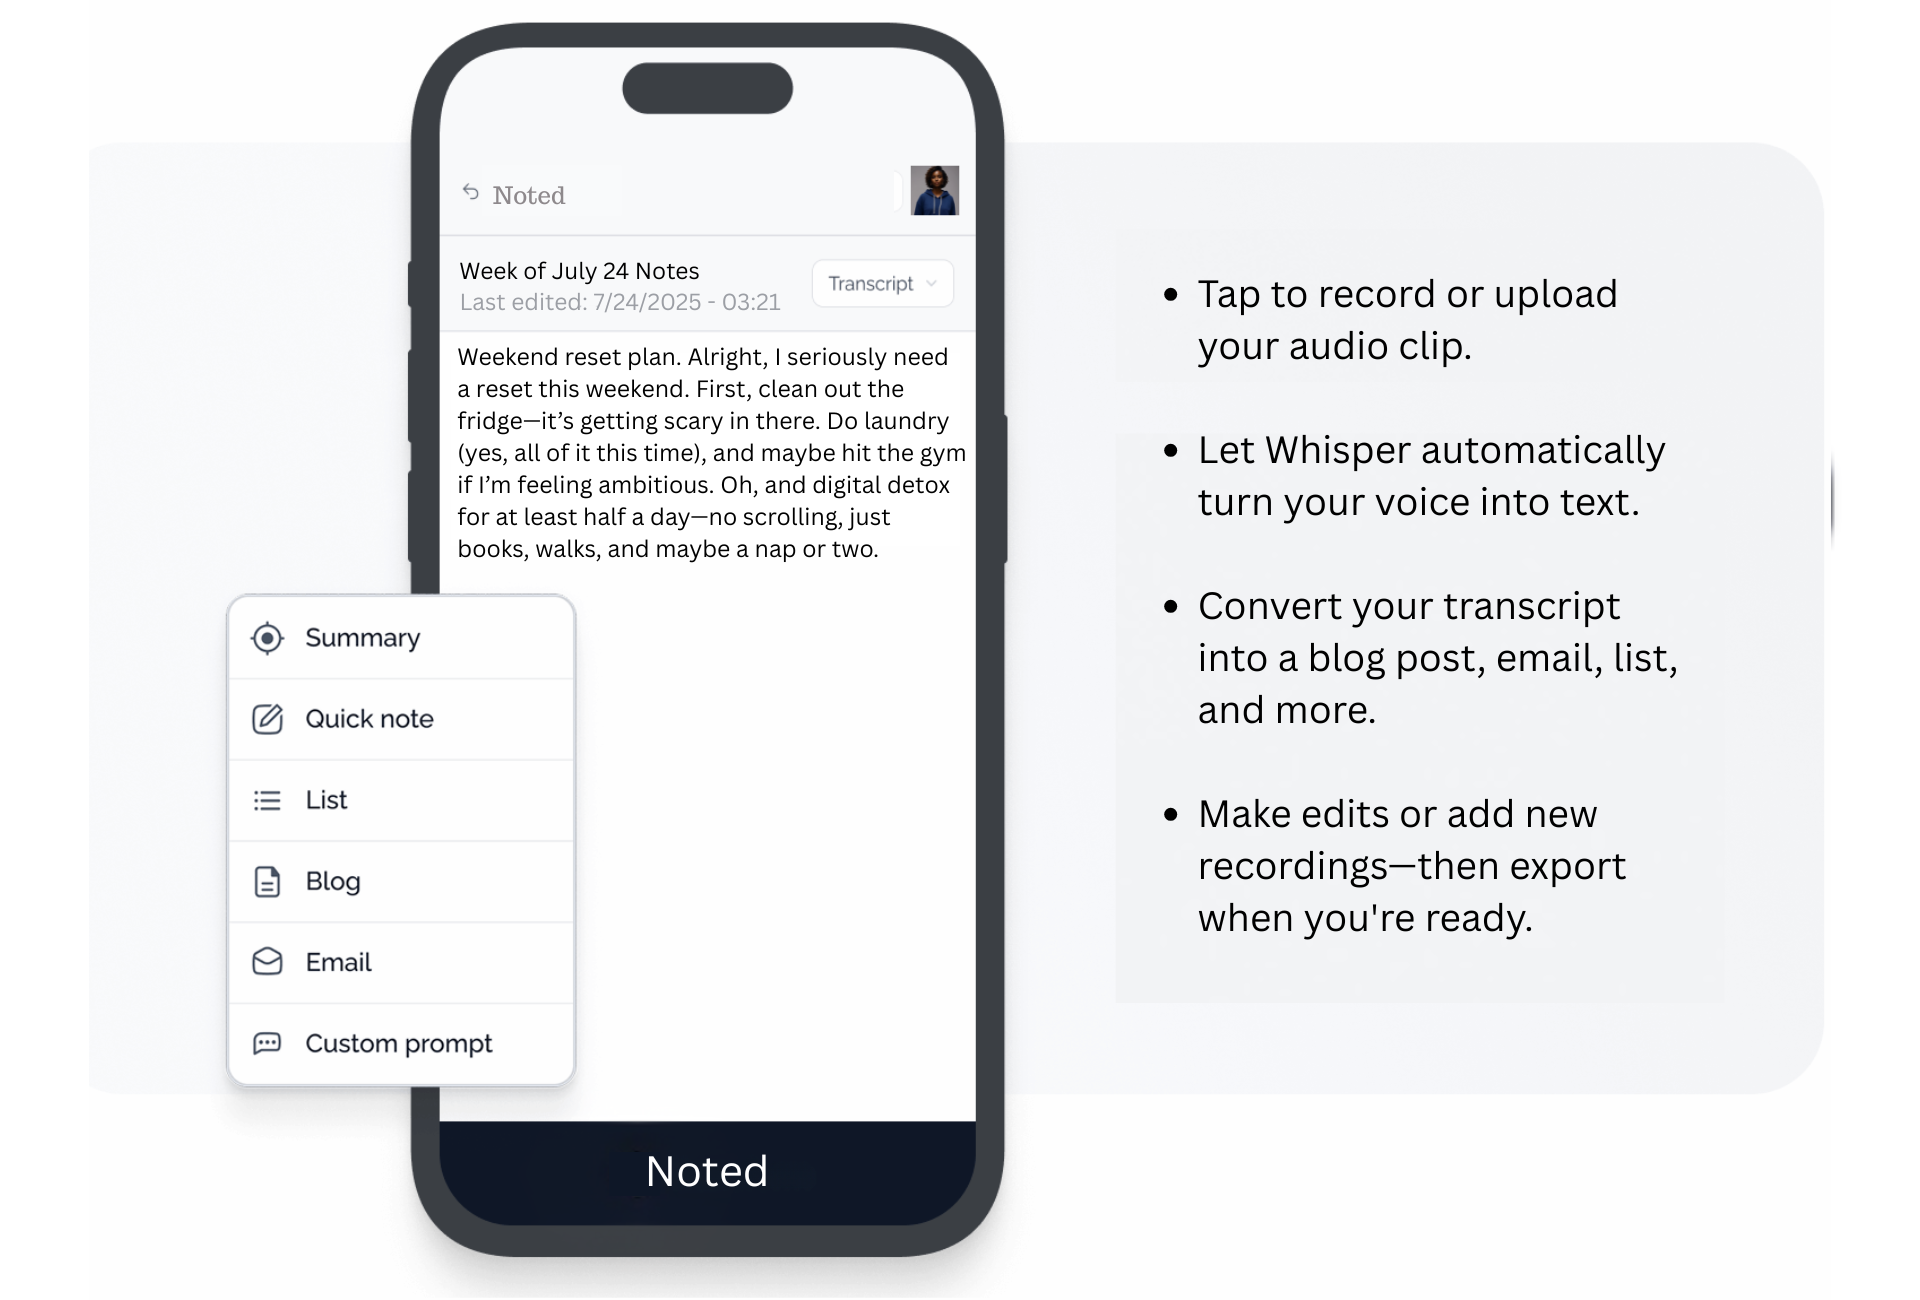 Noted
Week of July 24 Notes
Last edited: 7/24/2025 - 03:21
Transcript
Weekend reset plan. Alright, I seriously need
a reset this weekend. First, clean out the
fridge—it’s getting scary in there. Do laundry
(yes, all of it this time), and maybe hit the gym
if I’m feeling ambitious. Oh, and digital detox
for at least half a day—no scrolling, just
books, walks, and maybe a nap or two.
Summary
Quick note
List
Blog
Email
Custom prompt
Noted
• Tap to record or upload
your audio clip.
• Let Whisper automatically
turn your voice into text.
• Convert your transcript
into a blog post, email, list,
and more.
• Make edits or add new
recordings—then export
when you're ready.